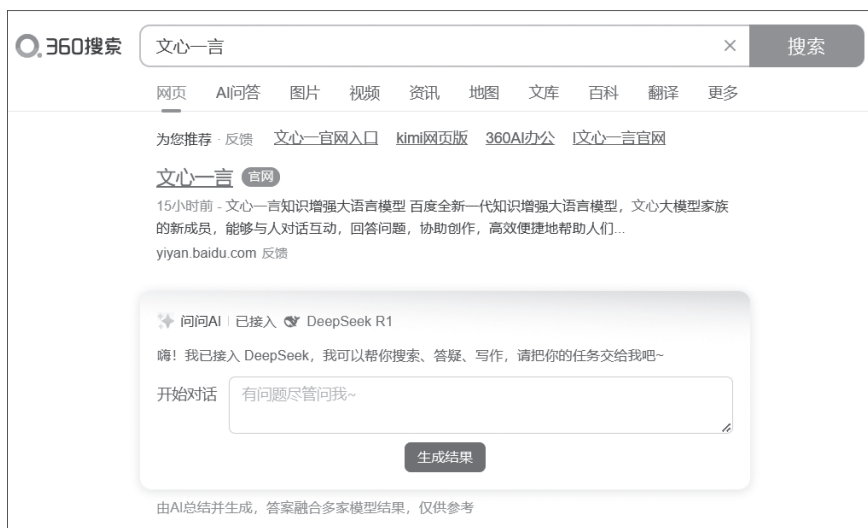 360搜索 文心一言 × 搜索
网页 AI问答 图片 视频 资讯 地图 文库 百科 翻译 更多
为您推荐 · 反馈 文心一官网入口 kimi网页版 360AI办公 l文心一言官网
文心一言 官网
15小时前 - 文心一言知识增强大语言模型 百度全新一代知识增强大语言模型，文心大模型家族
的新成员，能够与人对话互动，回答问题，协助创作，高效便捷地帮助人们...
yiyan.baidu.com 反馈
问问AI | 已接入 DeepSeek R1
嗨！我已接入 DeepSeek，我可以帮你搜索、答疑、写作，请把你的任务交给我吧~
开始对话 有问题尽管问我~
生成结果
由AI总结并生成，答案融合多家模型结果，仅供参考